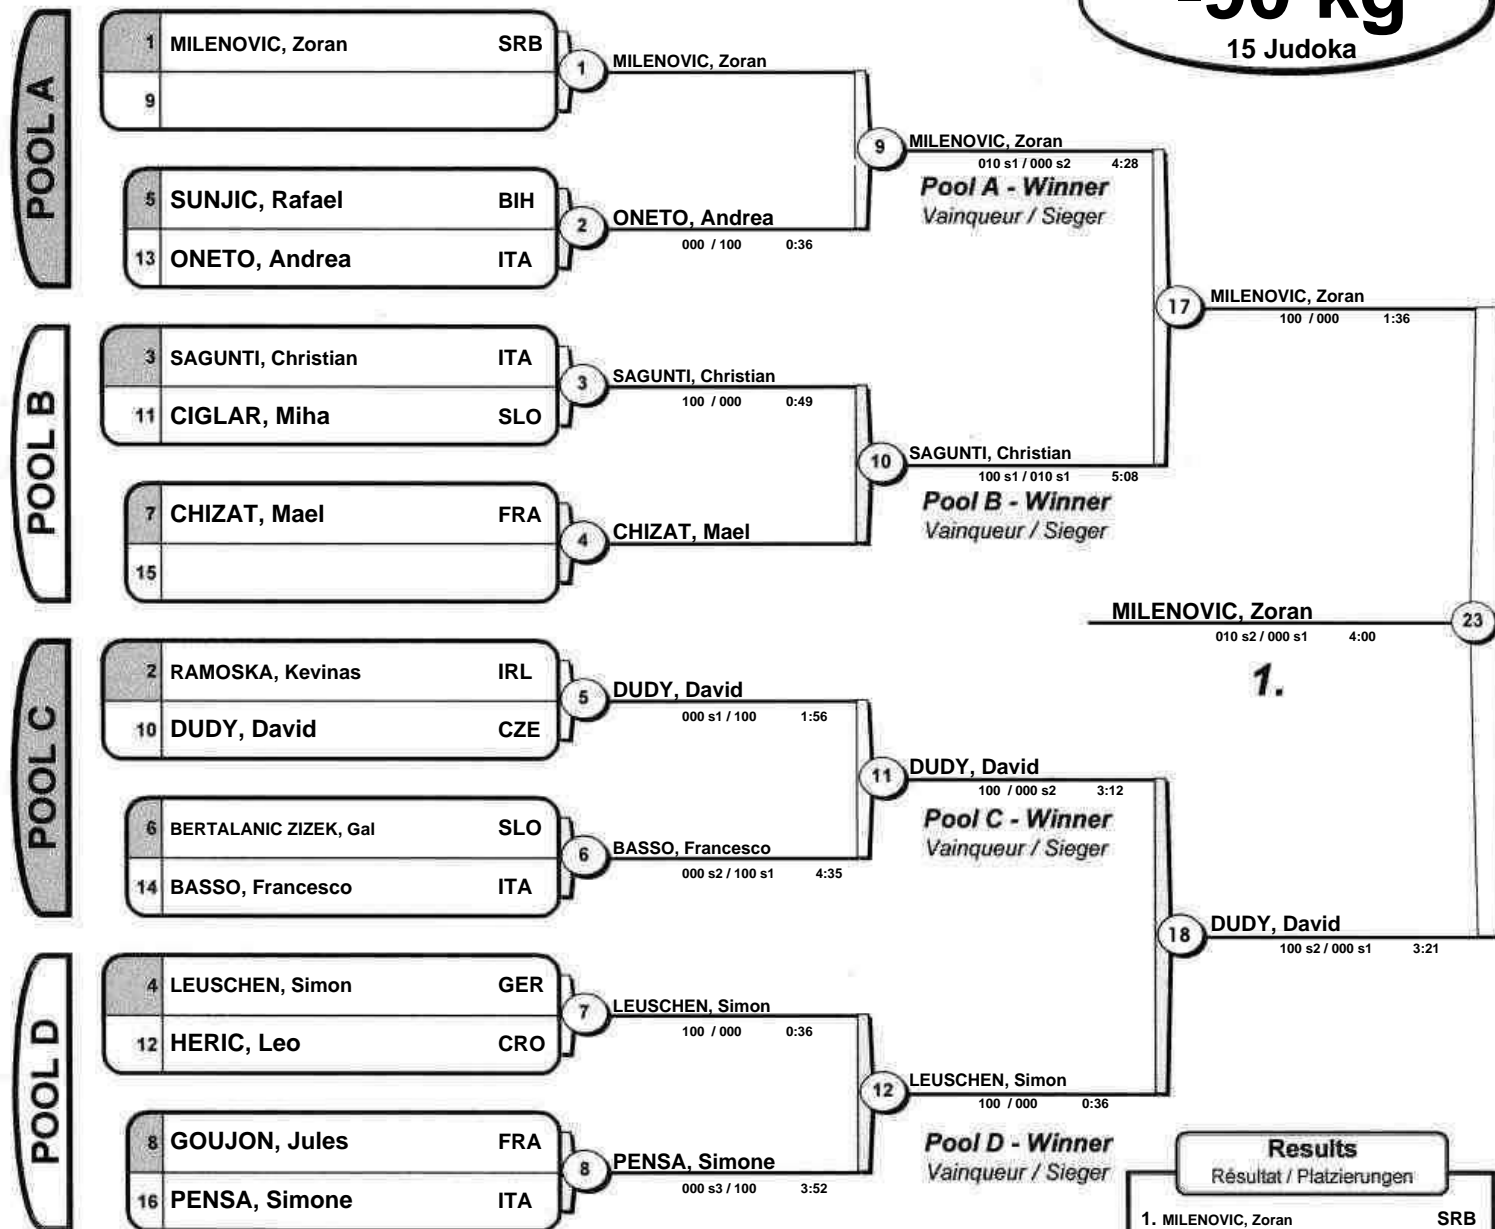 -90 kg
15 Judoka
POOL A
1 MILENOVIC, Zoran SRB
9
1 MILENOVIC, Zoran
5 SUNJIC, Rafael BIH
13 ONETO, Andrea ITA
2 ONETO, Andrea
000 / 100 0:36
9 MILENOVIC, Zoran
010 s1 / 000 s2 4:28
Pool A - Winner
Vainqueur / Sieger
POOL B
3 SAGUNTI, Christian ITA
11 CIGLAR, Miha SLO
3 SAGUNTI, Christian
100 / 000 0:49
7 CHIZAT, Mael FRA
15
4 CHIZAT, Mael
10 SAGUNTI, Christian
100 s1 / 010 s1 5:08
Pool B - Winner
Vainqueur / Sieger
17 MILENOVIC, Zoran
100 / 000 1:36
MILENOVIC, Zoran 23
010 s2 / 000 s1 4:00
1.
POOL C
2 RAMOSKA, Kevinas IRL
10 DUDY, David CZE
5 DUDY, David
000 s1 / 100 1:56
6 BERTALANIC ZIZEK, Gal SLO
14 BASSO, Francesco ITA
6 BASSO, Francesco
000 s2 / 100 s1 4:35
11 DUDY, David
100 / 000 s2 3:12
Pool C - Winner
Vainqueur / Sieger
POOL D
4 LEUSCHEN, Simon GER
12 HERIC, Leo CRO
7 LEUSCHEN, Simon
100 / 000 0:36
8 GOUJON, Jules FRA
16 PENSA, Simone ITA
8 PENSA, Simone
000 s3 / 100 3:52
12 LEUSCHEN, Simon
100 / 000 0:36
Pool D - Winner
Vainqueur / Sieger
18 DUDY, David
100 s2 / 000 s1 3:21
Results
Résultat / Platzierungen
1. MILENOVIC, Zoran SRB